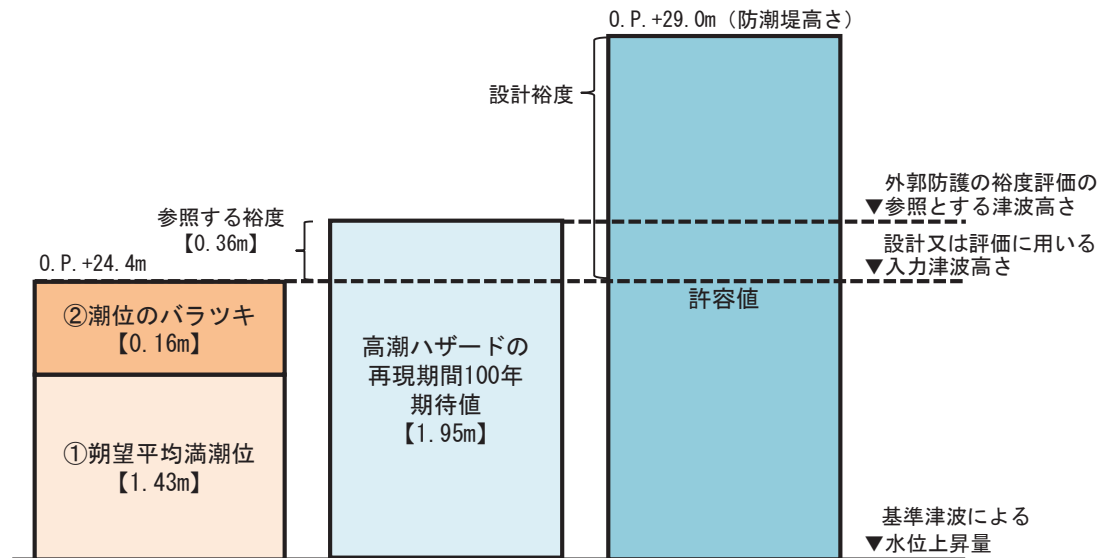 O.P.+29.0m（防潮堤高さ）
設計裕度
外郭防護の裕度評価の
▼参照とする津波高さ
参照する裕度
【0.36m】
設計又は評価に用いる
▼入力津波高さ
O.P.+24.4m
許容値
②潮位のバラツキ
【0.16m】
高潮ハザードの
再現期間100年
期待値
【1.95m】
①朔望平均満潮位
【1.43m】
基準津波による
▼水位上昇量